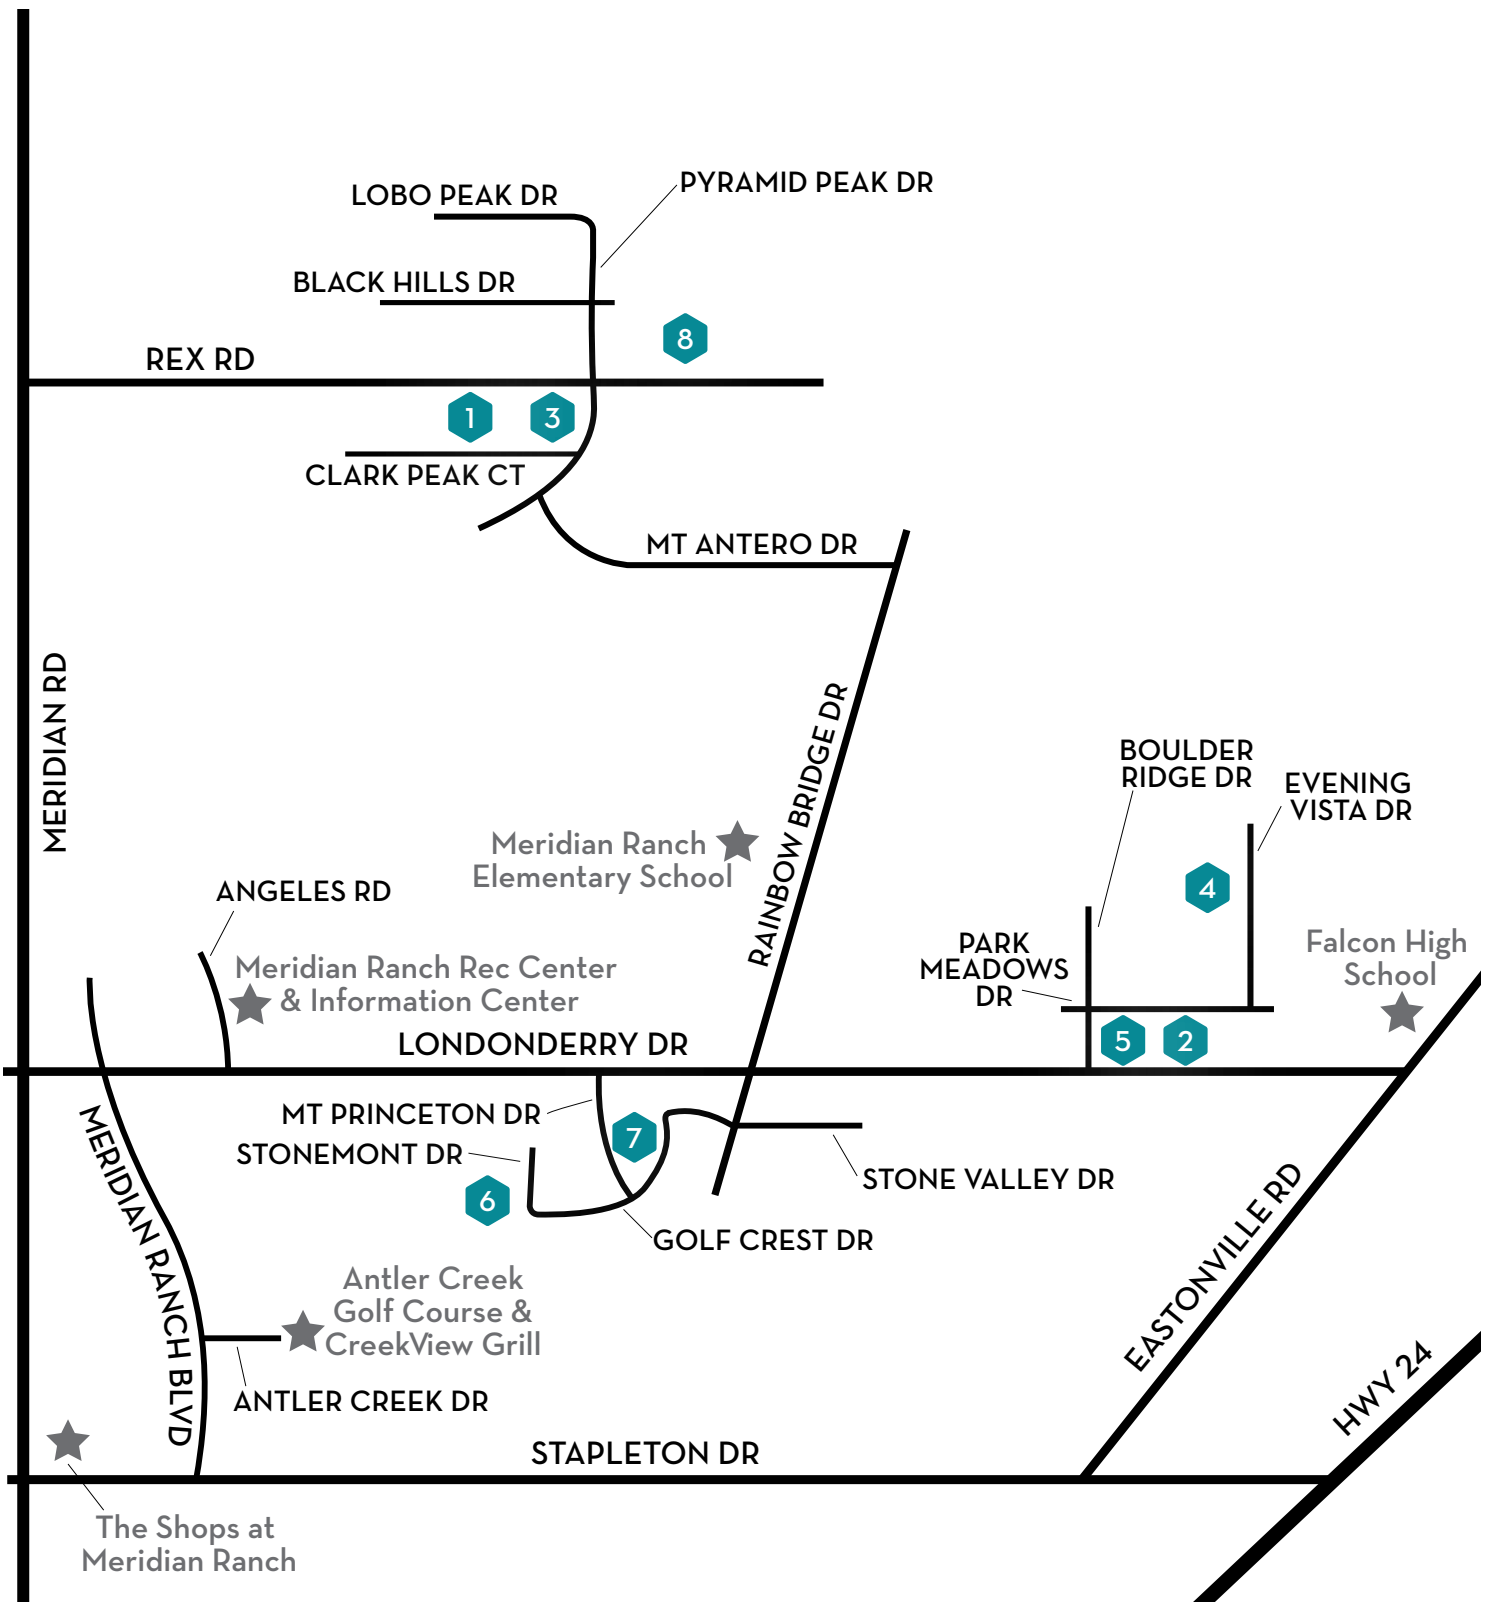 PYRAMID PEAK DR
LOBO PEAK DR
BLACK HILLS DR
8
REX RD
1
3
CLARK PEAK CT
MT ANTERO DR
MERIDIAN RD
RAINBOW BRIDGE DR
BOULDER
RIDGE DR
EVENING
VISTA DR
Meridian Ranch
Elementary School
ANGELES RD
4
PARK
MEADOWS
DR
Falcon High
School
Meridian Ranch Rec Center
& Information Center
LONDONDERRY DR
5
2
MT PRINCETON DR
7
STONEMONT DR
STONE VALLEY DR
6
GOLF CREST DR
MERIDIAN RANCH BLVD
EASTONVILLE RD
Antler Creek
Golf Course &
CreekView Grill
ANTLER CREEK DR
HWY 24
STAPLETON DR
The Shops at
Meridian Ranch